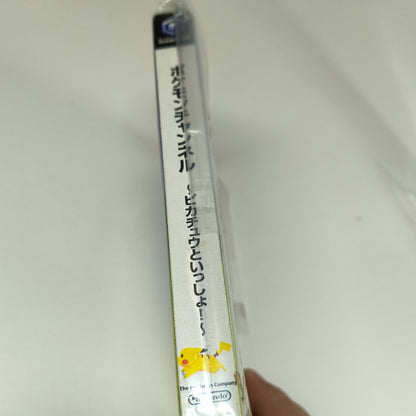 ポケモンチャンネル
~ピカチュウといっしょ!~
The Pokémon Company
Nintendo